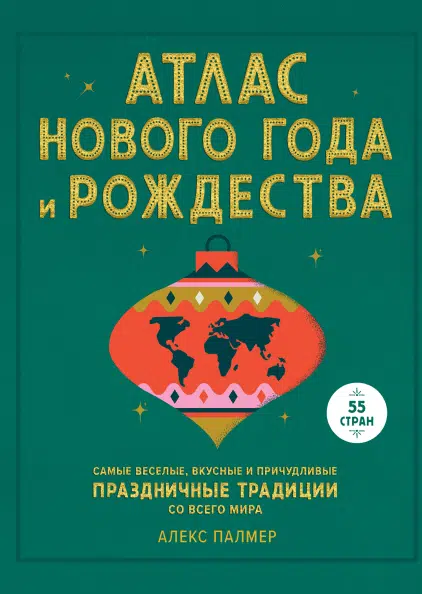 АТЛАС
НОВОГО ГОДА
и РОЖДЕСТВА
55
СТРАН
САМЫЕ ВЕСЕЛЫЕ, ВКУСНЫЕ И ПРИЧУДЛИВЫЕ
ПРАЗДНИЧНЫЕ ТРАДИЦИИ
СО ВСЕГО МИРА
АЛЕКС ПАЛМЕР